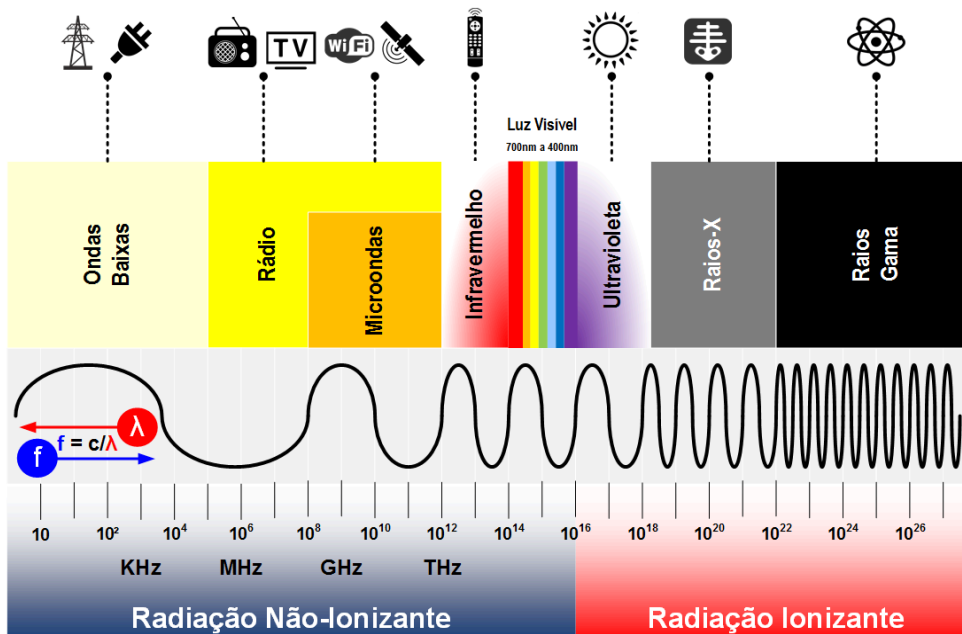 TV
WiFi
Luz Visível
700nm a 400nm
Ondas
Baixas
Rádio
Microondas
Infravermelho
Ultravioleta
Raios-X
Raios
Gama
λ
f = c/λ
f
10 10² 10⁴ 10⁶ 10⁸ 10¹⁰ 10¹² 10¹⁴ 10¹⁶ 10¹⁸ 10²⁰ 10²² 10²⁴ 10²⁶
KHz MHz GHz THz
Radiação Não-Ionizante Radiação Ionizante